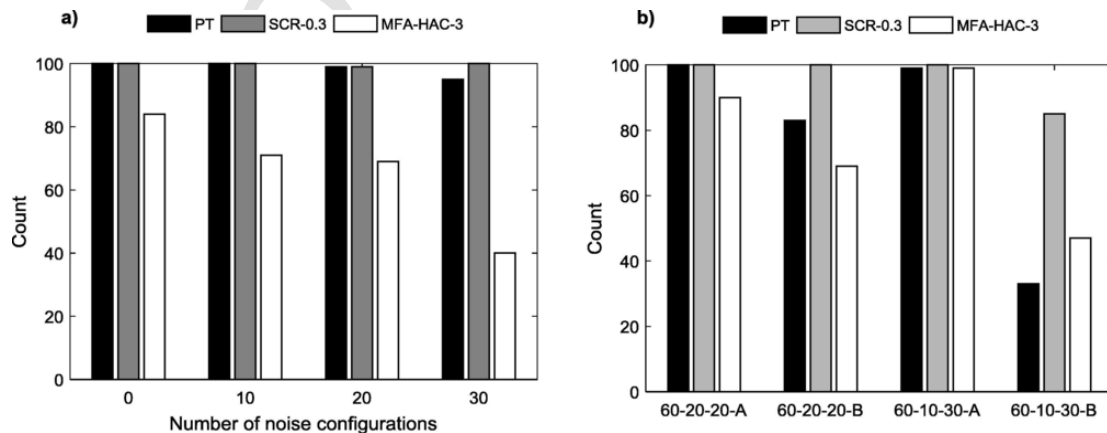 a)
PT SCR-0.3 MFA-HAC-3
100
80
60
40
20
0
Count
0 10 20 30
Number of noise configurations
b)
PT SCR-0.3 MFA-HAC-3
100
80
60
40
20
0
Count
60-20-20-A 60-20-20-B 60-10-30-A 60-10-30-B